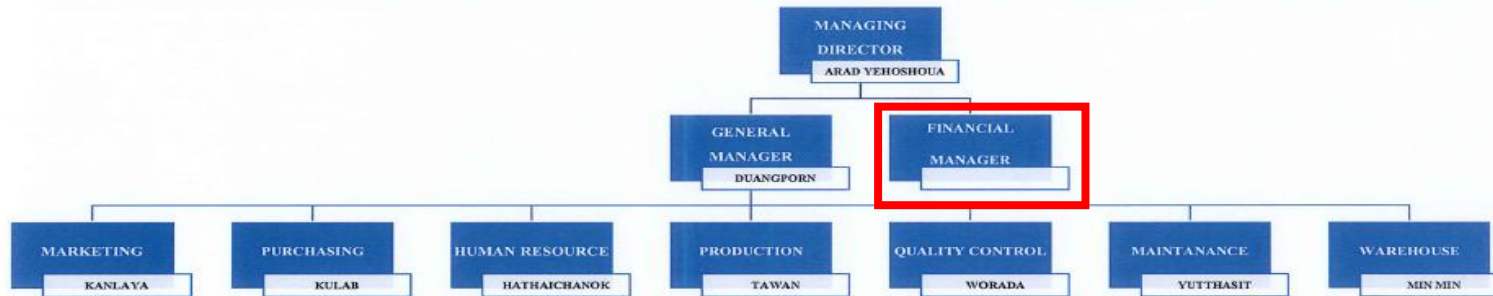 MANAGING
DIRECTOR
ARAD YEHOSHOUA
GENERAL
MANAGER
DUANGPORN
FINANCIAL
MANAGER
MARKETING
KANLAYA
PURCHASING
KULAB
HUMAN RESOURCE
HATHAICHANOK
PRODUCTION
TAWAN
QUALITY CONTROL
WORADA
MAINTANANCE
YUTTHASIT
WAREHOUSE
MIN MIN